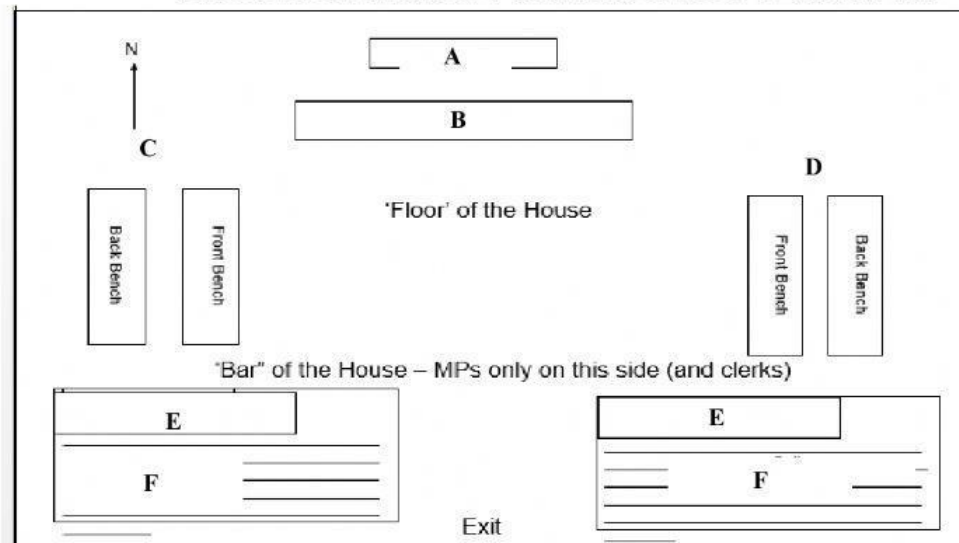 N
A
B
C
D
'Floor' of the House
Back Bench
Front Bench
Front Bench
Back Bench
"Bar" of the House – MPs only on this side (and clerks)
E
E
F
F
Exit